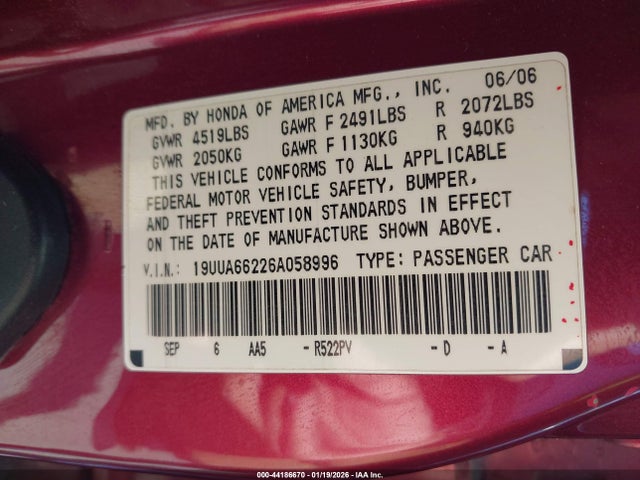 MFD. BY HONDA OF AMERICA MFG., INC. 06/06
GVWR 4519LBS GAWR F 2491LBS R 2072LBS
GVWR 2050KG GAWR F 1130KG R 940KG
THIS VEHICLE CONFORMS TO ALL APPLICABLE
FEDERAL MOTOR VEHICLE SAFETY, BUMPER,
AND THEFT PREVENTION STANDARDS IN EFFECT
ON THE DATE OF MANUFACTURE SHOWN ABOVE.
V.I.N.: 19UUA66226A058996 TYPE: PASSENGER CAR
SEP 6 AA5 - R522PV - D - A
000-44186670 - 01/19/2026 - IAA Inc.